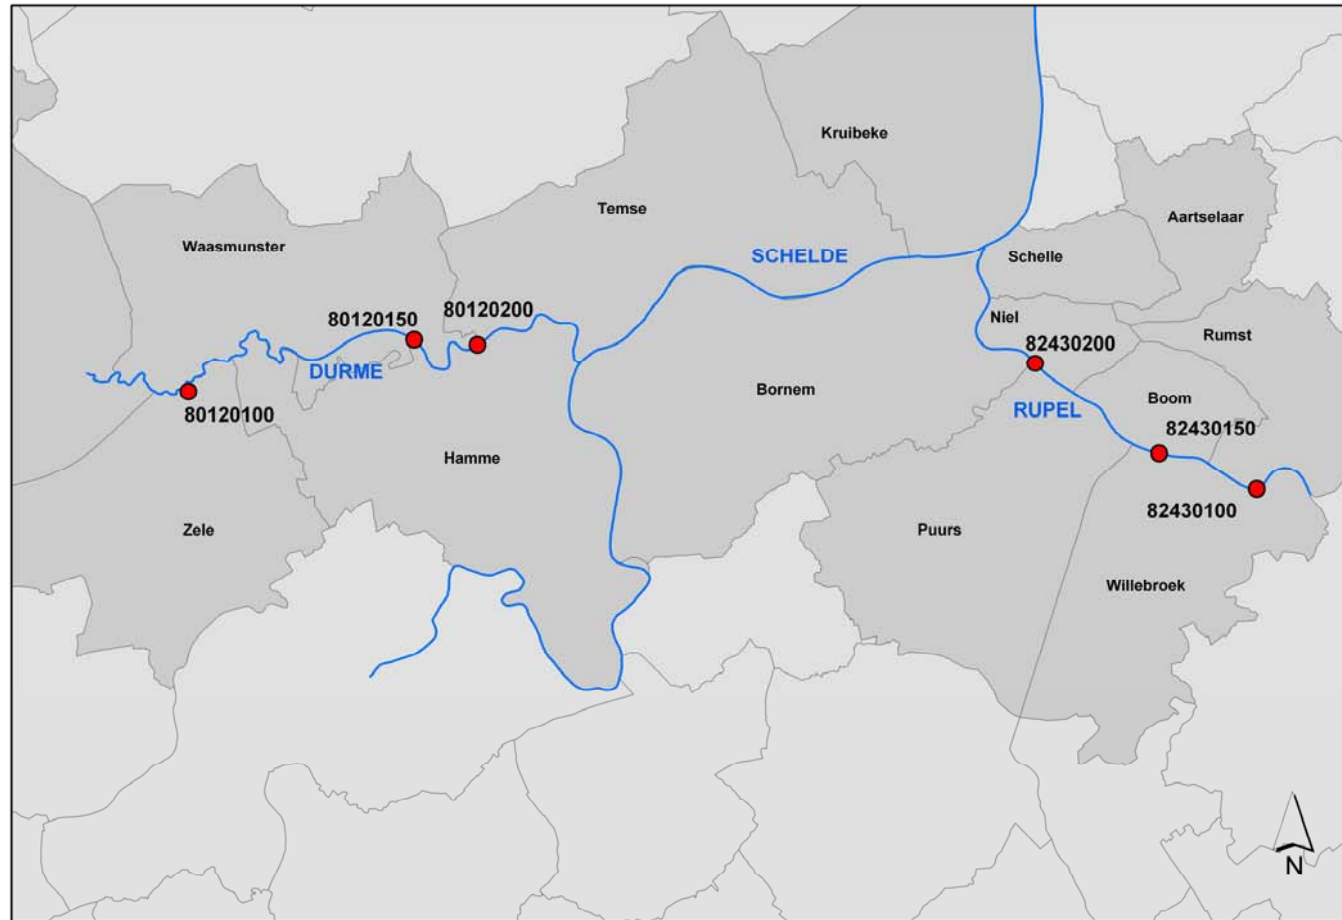 Kruibeke
Temse
Aartselaar
Waasmunster
SCHELDE
Schelle
80120150
80120200
Niel
Rumst
82430200
DURME
Bornem
Boom
80120100
RUPEL
82430150
Hamme
82430100
Zele
Puurs
Willebroek
N